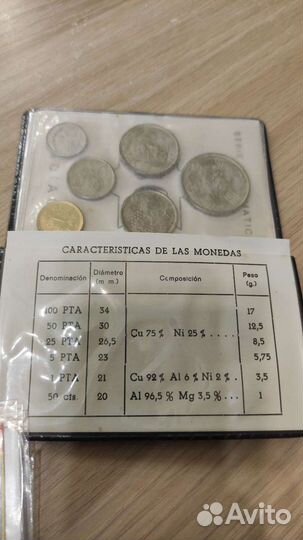 CARACTERISTICAS DE LAS MONEDAS
Denominación Diámetro (m m.) Composición Peso (g.)
100 PTA 34 17
50 PTA 30 12,5
Cu 75 % Ni 25 % . . . .
25 PTA 26,5 8,5
5 PTA 23 5,75
1 PTA 21 Cu 92 % Al 6 % Ni 2 % . 3,5
50 cts. 20 Al 96,5 % Mg 3,5 % . . . . 1
Avito